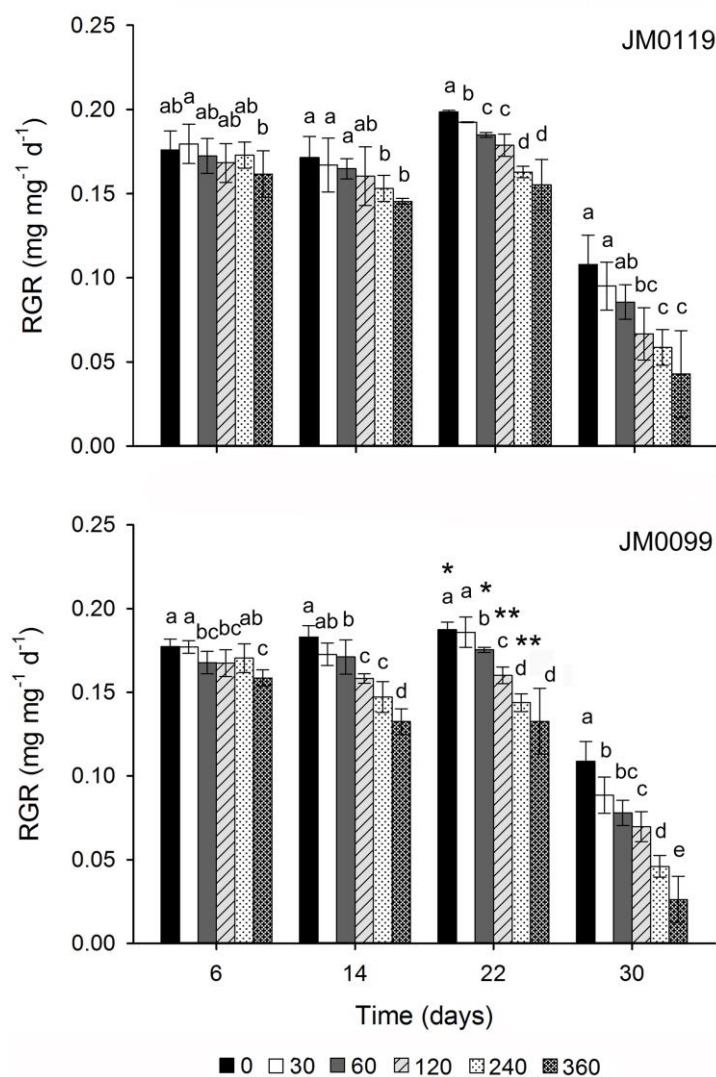 JM0119
0.25
0.20
0.15
0.10
0.05
0.00
RGR (mg mg⁻¹ d⁻¹)
ab a ab ab ab b
a a a ab b b
a b c c d d
a a ab bc c c
JM0099
0.25
0.20
0.15
0.10
0.05
0.00
RGR (mg mg⁻¹ d⁻¹)
a a bc bc ab c
a ab b c c d
* * ** **
a a b c d d
a b bc c d e
6 14 22 30
Time (days)
0 30 60 120 240 360